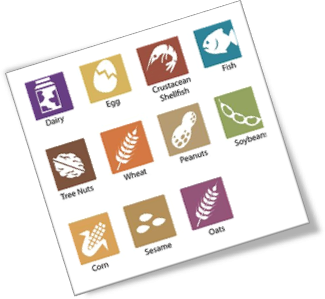 Dairy
Egg
Crustacean
Shellfish
Fish
Tree Nuts
Wheat
Peanuts
Soybeans
Corn
Sesame
Oats